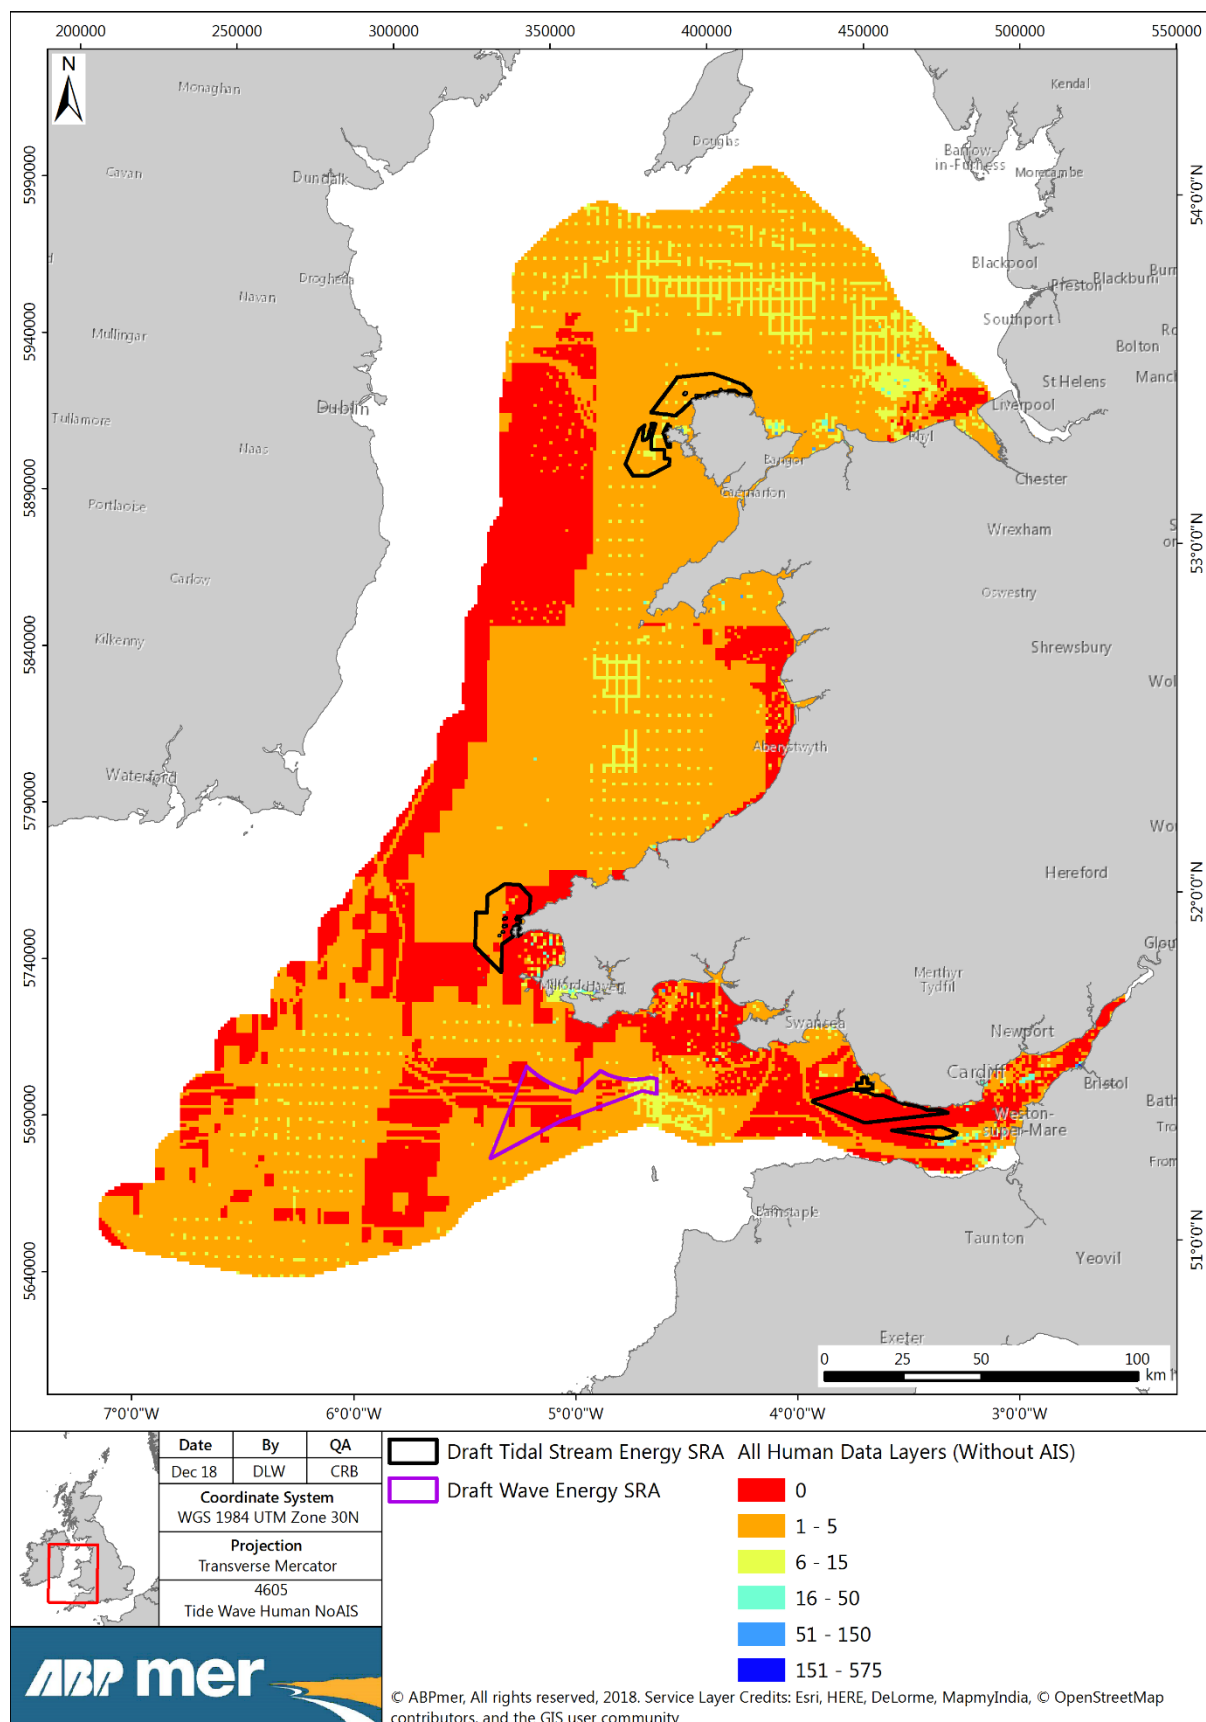 200000 250000 300000 350000 400000 450000 500000 550000
N
Monaghan
Kendal
Douglas
Barrow-
in-Furness
Morecambe
Cavan
Dundalk
5990000
54°0'0"N
Blackpool
Preston
Blackburn
Drogheda
Navan
Southport
Mullingar
5940000
Bolton
St Helens
Liverpool
Dublin
Tullamore
Rhyl
Naas
Bangor
Chester
5890000
Caernarfon
Portlaoise
Wrexham
53°0'0"N
Carlow
Oswestry
Kilkenny
5840000
Shrewsbury
Aberystwyth
Waterford
5790000
Hereford
52°0'0"N
5740000
Merthyr
Tydfil
Milford Haven
Swansea
Newport
Cardiff
Bristol
5690000
Weston-
super-Mare
Barnstaple
Taunton
51°0'0"N
Yeovil
5640000
Exeter
0 25 50 100
km
7°0'0"W 6°0'0"W 5°0'0"W 4°0'0"W 3°0'0"W
Date By QA
Dec 18 DLW CRB
Coordinate System
WGS 1984 UTM Zone 30N
Projection
Transverse Mercator
4605
Tide Wave Human NoAIS
ABP mer
Draft Tidal Stream Energy SRA
Draft Wave Energy SRA
All Human Data Layers (Without AIS)
0
1 - 5
6 - 15
16 - 50
51 - 150
151 - 575
© ABPmer, All rights reserved, 2018. Service Layer Credits: Esri, HERE, DeLorme, MapmyIndia, © OpenStreetMap
contributors, and the GIS user community